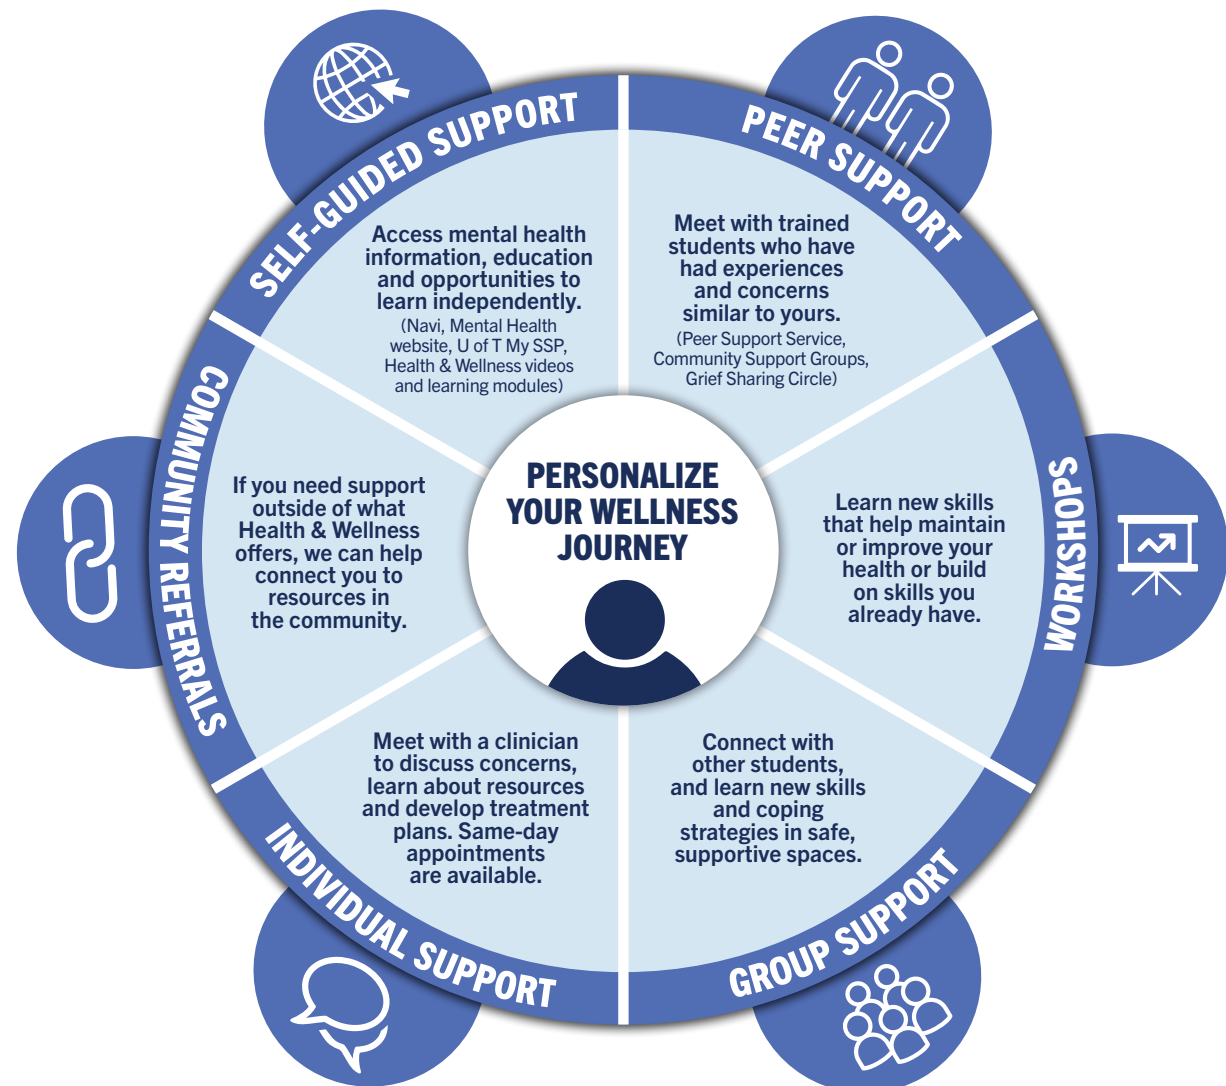 SELF-GUIDED SUPPORT
Access mental health
information, education
and opportunities to
learn independently.
(Navi, Mental Health
website, U of T My SSP,
Health & Wellness videos
and learning modules)
PEER SUPPORT
Meet with trained
students who have
had experiences
and concerns
similar to yours.
(Peer Support Service,
Community Support Groups,
Grief Sharing Circle)
COMMUNITY REFERRALS
If you need support
outside of what
Health & Wellness
offers, we can help
connect you to
resources in
the community.
PERSONALIZE
YOUR WELLNESS
JOURNEY
WORKSHOPS
Learn new skills
that help maintain
or improve your
health or build
on skills you
already have.
INDIVIDUAL SUPPORT
Meet with a clinician
to discuss concerns,
learn about resources
and develop treatment
plans. Same-day
appointments
are available.
GROUP SUPPORT
Connect with
other students,
and learn new skills
and coping
strategies in safe,
supportive spaces.